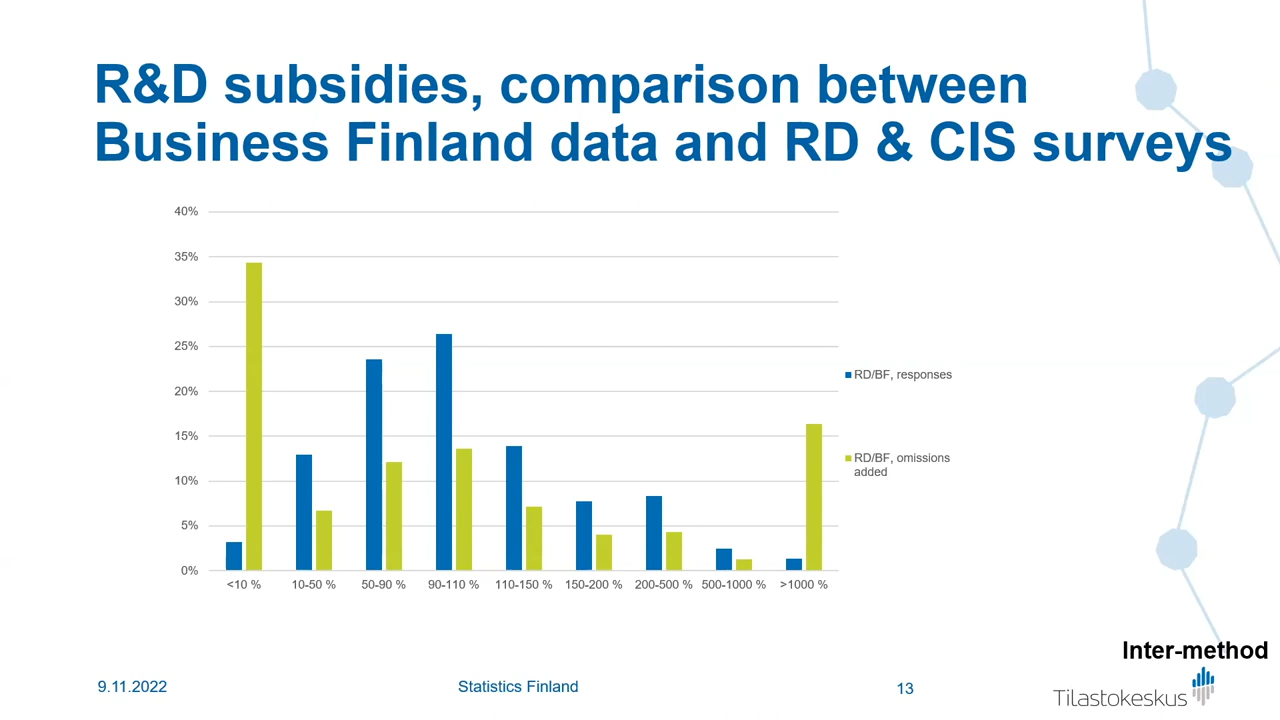 R&D subsidies, comparison between
Business Finland data and RD & CIS surveys
40%
35%
30%
25%
20%
15%
10%
5%
0%
<10 %
10-50 %
50-90 %
90-110 %
110-150 %
150-200 %
200-500 %
500-1000 %
>1000 %
RD/BF, responses
RD/BF, omissions
added
Inter-method
9.11.2022
Statistics Finland
13
Tilastokeskus